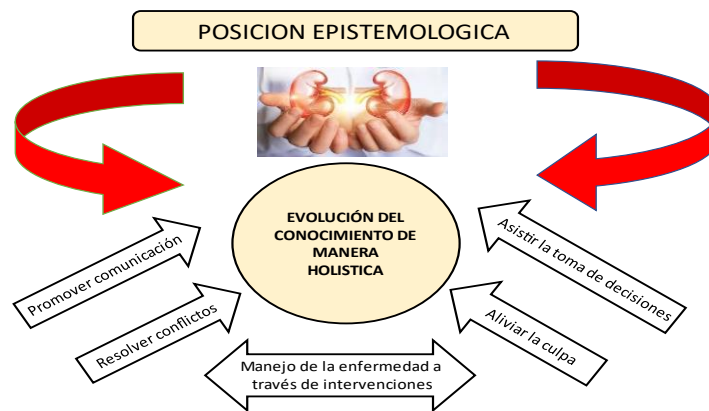 POSICION EPISTEMOLOGICA
EVOLUCIÓN DEL
CONOCIMIENTO DE
MANERA
HOLISTICA
Promover comunicación
Asistir la toma de decisiones
Resolver conflictos
Aliviar la culpa
Manejo de la enfermedad a
través de intervenciones